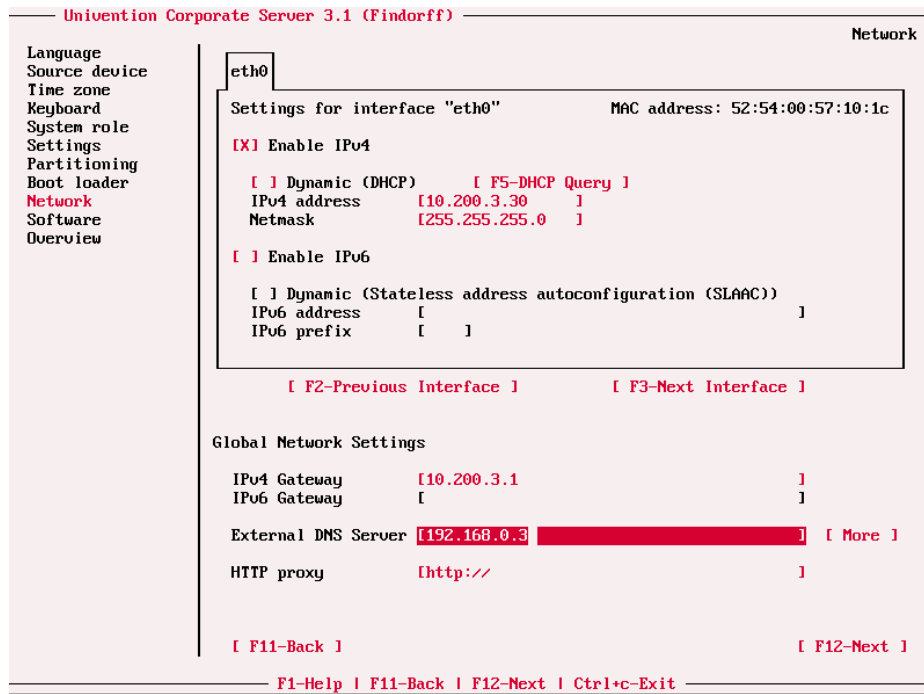 Univention Corporate Server 3.1 (Findorff)
Network
Language
Source device
Time zone
Keyboard
System role
Settings
Partitioning
Boot loader
Network
Software
Overview
eth0
Settings for interface "eth0" MAC address: 52:54:00:57:10:1c
[X] Enable IPv4
[ ] Dynamic (DHCP) [ F5-DHCP Query ]
IPv4 address [10.200.3.30 ]
Netmask [255.255.255.0 ]
[ ] Enable IPv6
[ ] Dynamic (Stateless address autoconfiguration (SLAAC))
IPv6 address [ ]
IPv6 prefix [ ]
[ F2-Previous Interface ] [ F3-Next Interface ]
Global Network Settings
IPv4 Gateway [10.200.3.1 ]
IPv6 Gateway [ ]
External DNS Server [192.168.0.3 ] [ More ]
HTTP proxy [http:// ]
[ F11-Back ] [ F12-Next ]
F1-Help | F11-Back | F12-Next | Ctrl+c-Exit